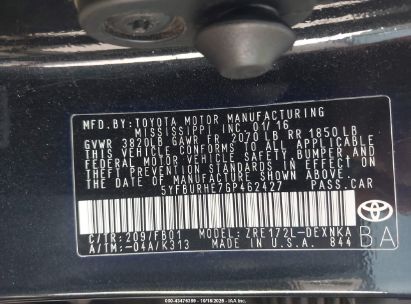 MFD.BY:TOYOTA MOTOR MANUFACTURING
MISSISSIPPI INC 01/16
GVWR 3820LB GAWR FR 2070LB RR 1850LB
THIS VEHICLE CONFORMS TO ALL APPLICABLE
FEDERAL MOTOR VEHICLE SAFETY, BUMPER AND
THEFT PREVENTION STANDARDS IN EFFECT ON
THE DATE OF MANUFACTURE SHOWN ABOVE.
5YFBURHE7GP462427 PASS.CAR
C/TR:209/FB01 MODEL:ZRE172L-DEXNKA
A/TM:-04A/K313 MADE IN U.S.A. 844
BA